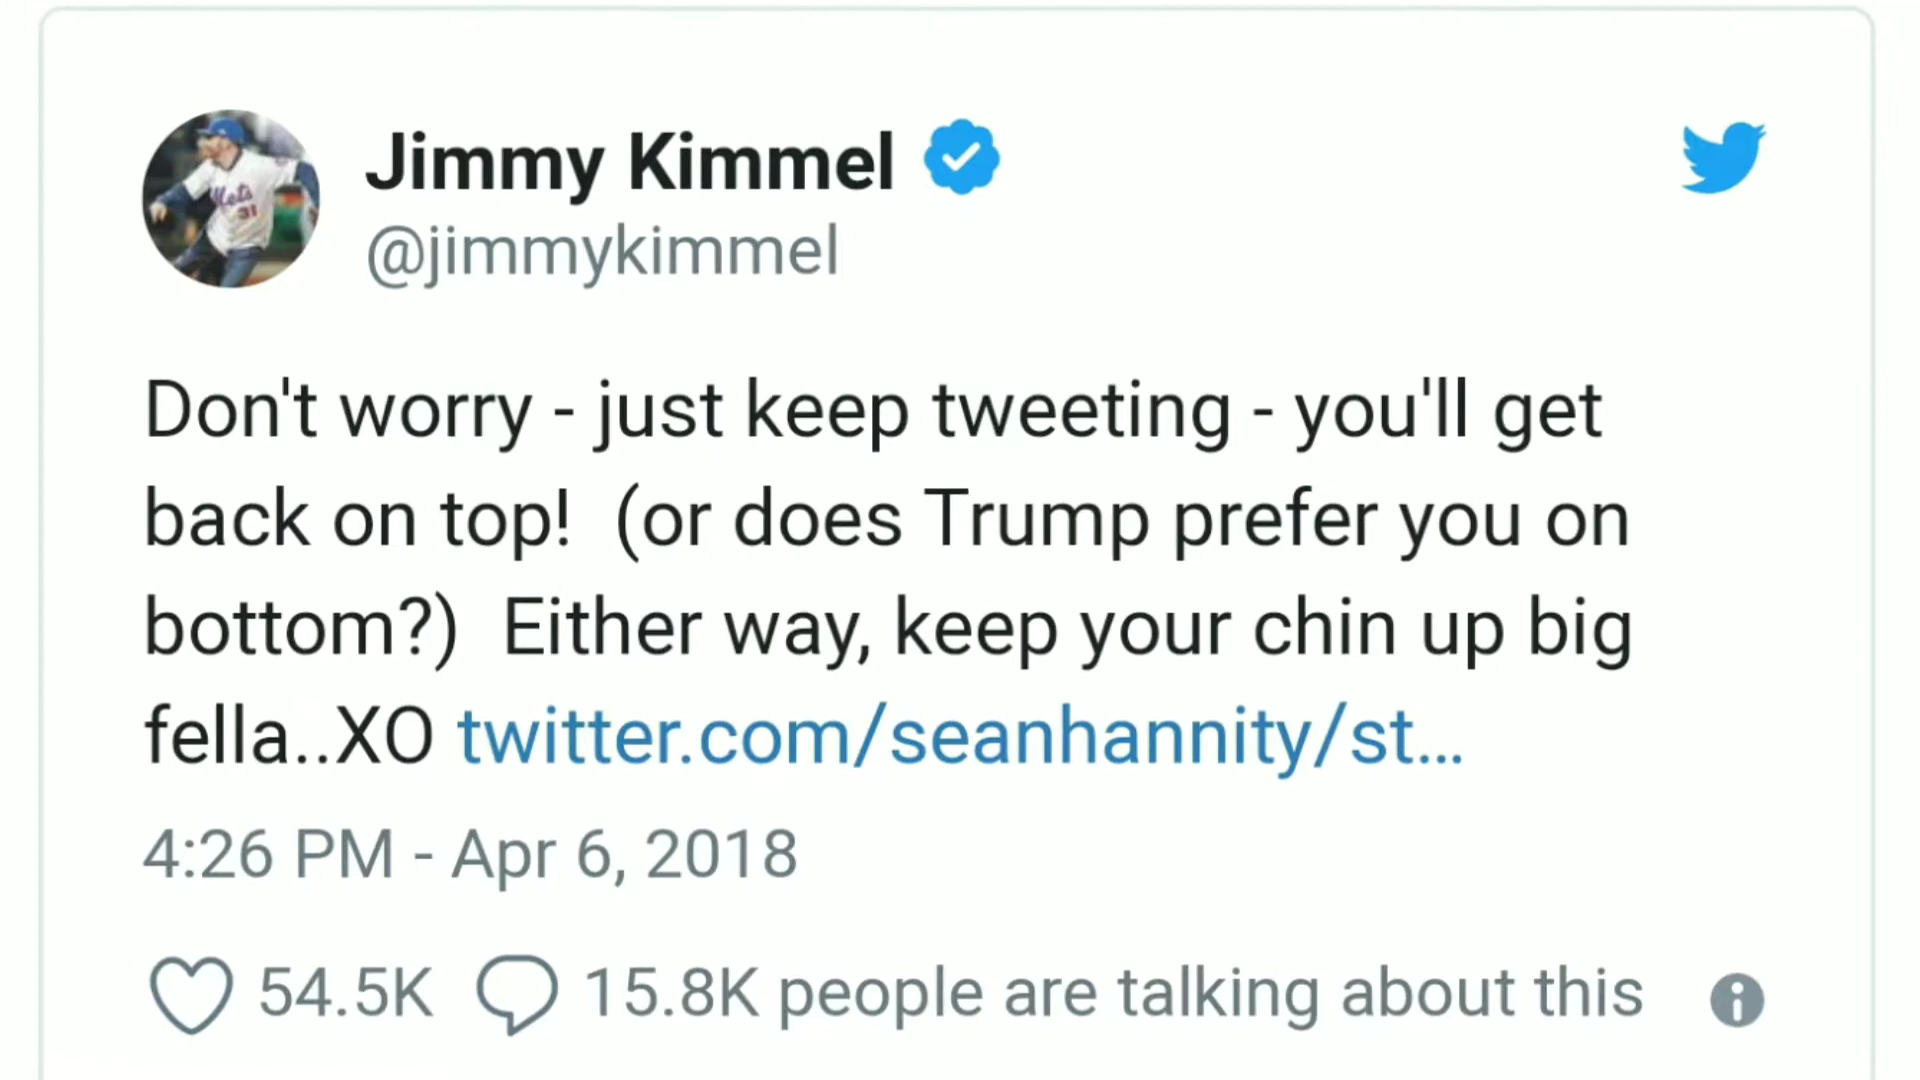 Jimmy Kimmel
@jimmykimmel
Mets
31
Don't worry - just keep tweeting - you'll get
back on top!  (or does Trump prefer you on
bottom?)  Either way, keep your chin up big
fella..XO twitter.com/seanhannity/st...
4:26 PM - Apr 6, 2018
54.5K 15.8K people are talking about this